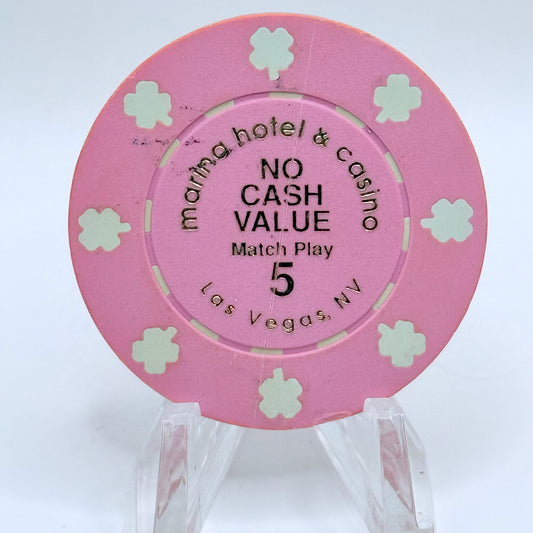 marina hotel & casino
NO
CASH
VALUE
Match Play
5
Las Vegas, NV